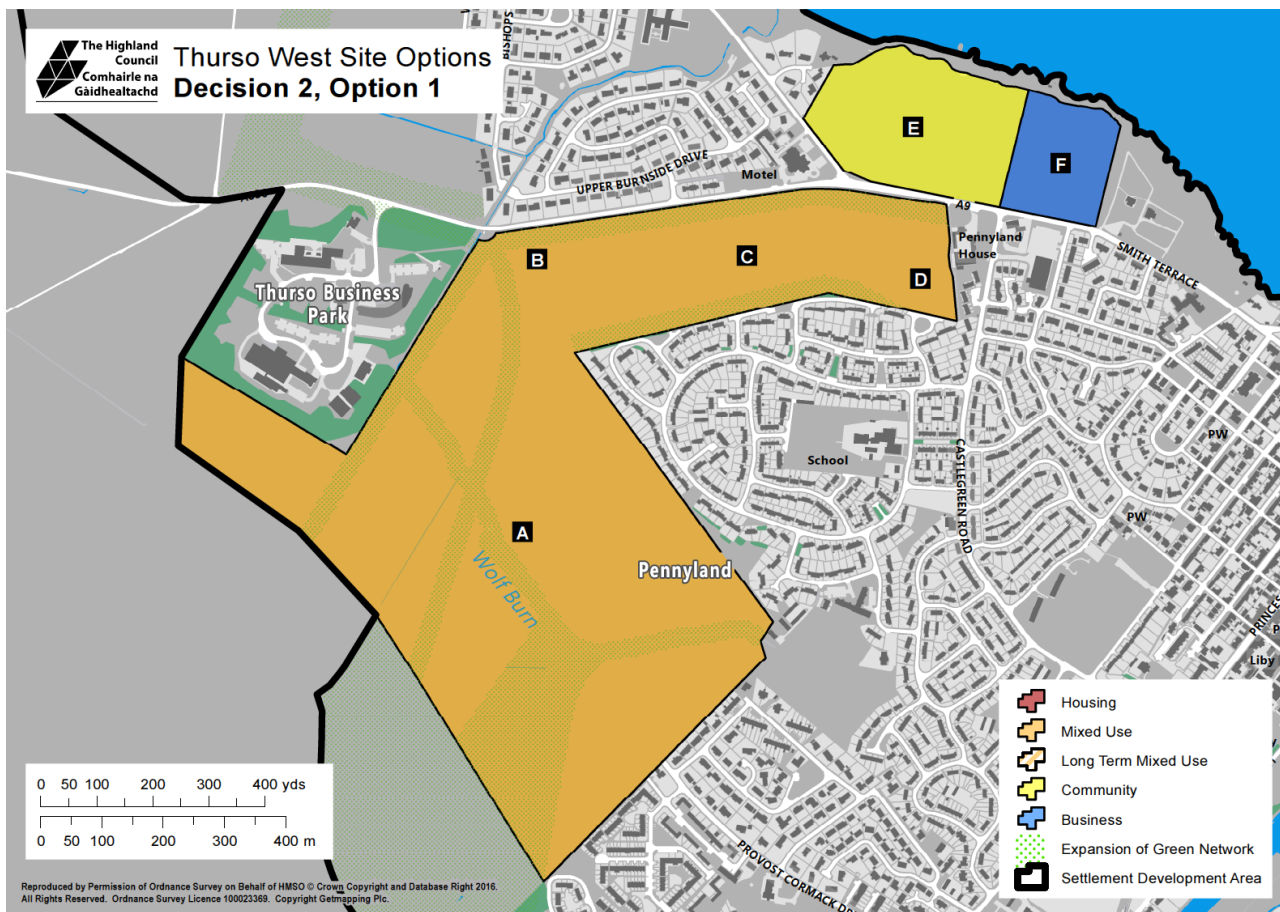 The Highland
Council
Comhairle na
Gàidhealtachd
Thurso West Site Options
Decision 2, Option 1
BISHOPS
E
F
UPPER BURNSIDE DRIVE
Motel
A9
Pennyland
House
SMITH TERRACE
B
C
D
Thurso Business
Park
PW
School
CASTLEGREEN ROAD
PW
A
Wolf Burn
Pennyland
PRINCES
P
Liby
PROVOST CORMACK DR
0 50 100 200 300 400 yds
0 50 100 200 300 400 m
Housing
Mixed Use
Long Term Mixed Use
Community
Business
Expansion of Green Network
Settlement Development Area
Reproduced by Permission of Ordnance Survey on Behalf of HMSO © Crown Copyright and Database Right 2016.
All Rights Reserved. Ordnance Survey Licence 100023369. Copyright Getmapping Plc.